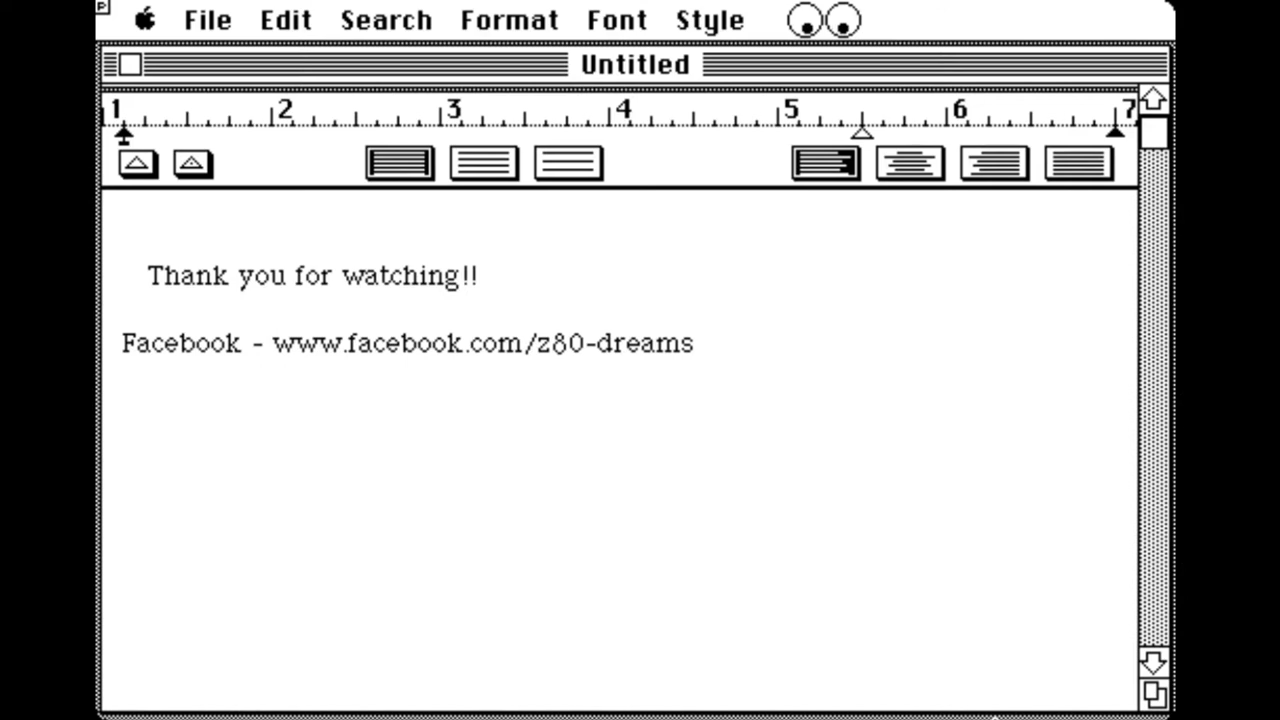 File Edit Search Format Font Style
Untitled
1 2 3 4 5 6 7
Thank you for watching!!
Facebook - www.facebook.com/z80-dreams